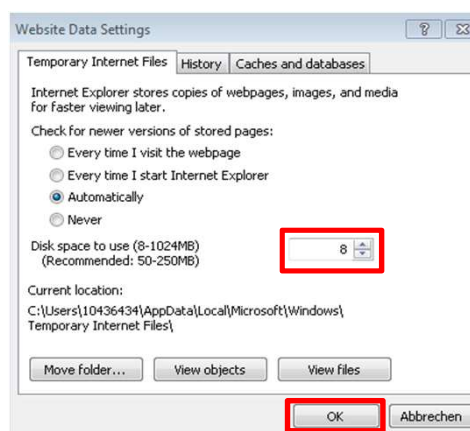 Website Data Settings
Temporary Internet Files History Caches and databases
Internet Explorer stores copies of webpages, images, and media
for faster viewing later.
Check for newer versions of stored pages:
Every time I visit the webpage
Every time I start Internet Explorer
Automatically
Never
Disk space to use (8-1024MB) 8
(Recommended: 50-250MB)
Current location:
C:\Users\10436434\AppData\Local\Microsoft\Windows\
Temporary Internet Files\
Move folder... View objects View files
OK Abbrechen